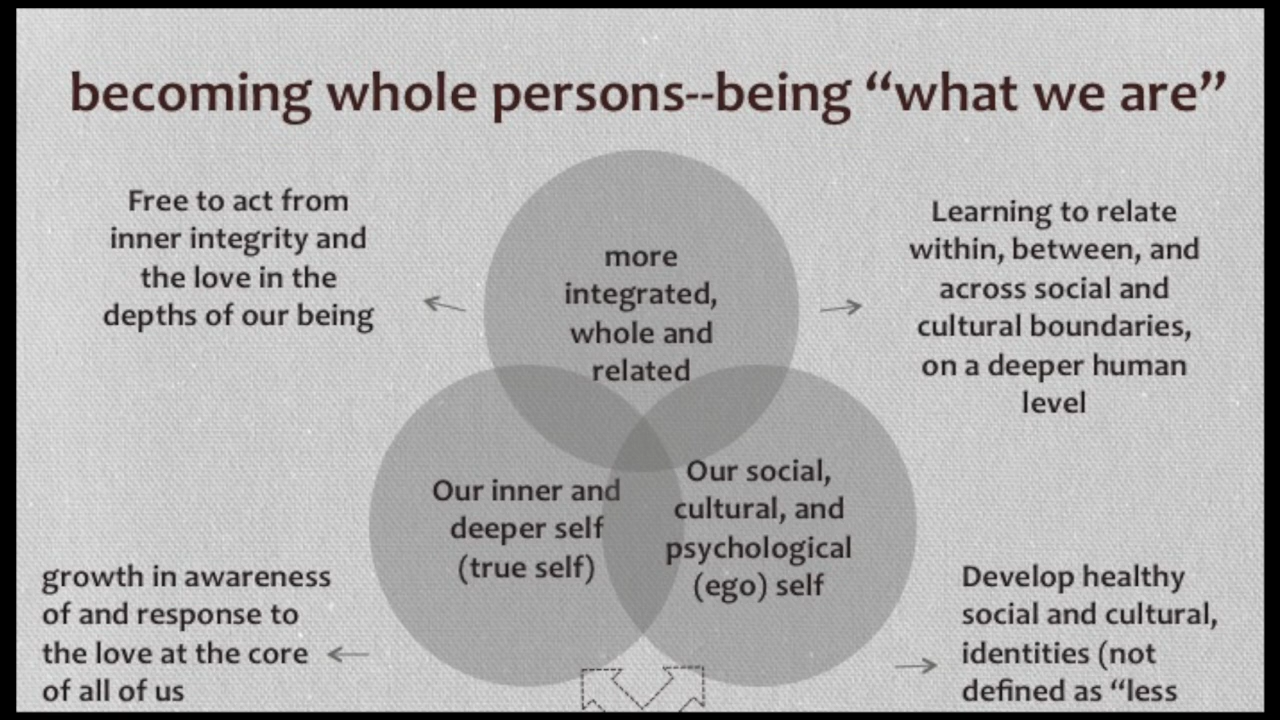 becoming whole persons--being “what we are”
Free to act from
inner integrity and
the love in the
depths of our being
more
integrated,
whole and
related
Learning to relate
within, between, and
across social and
cultural boundaries,
on a deeper human
level
Our inner and
deeper self
(true self)
Our social,
cultural, and
psychological
(ego) self
growth in awareness
of and response to
the love at the core
of all of us
Develop healthy
social and cultural,
identities (not
defined as “less